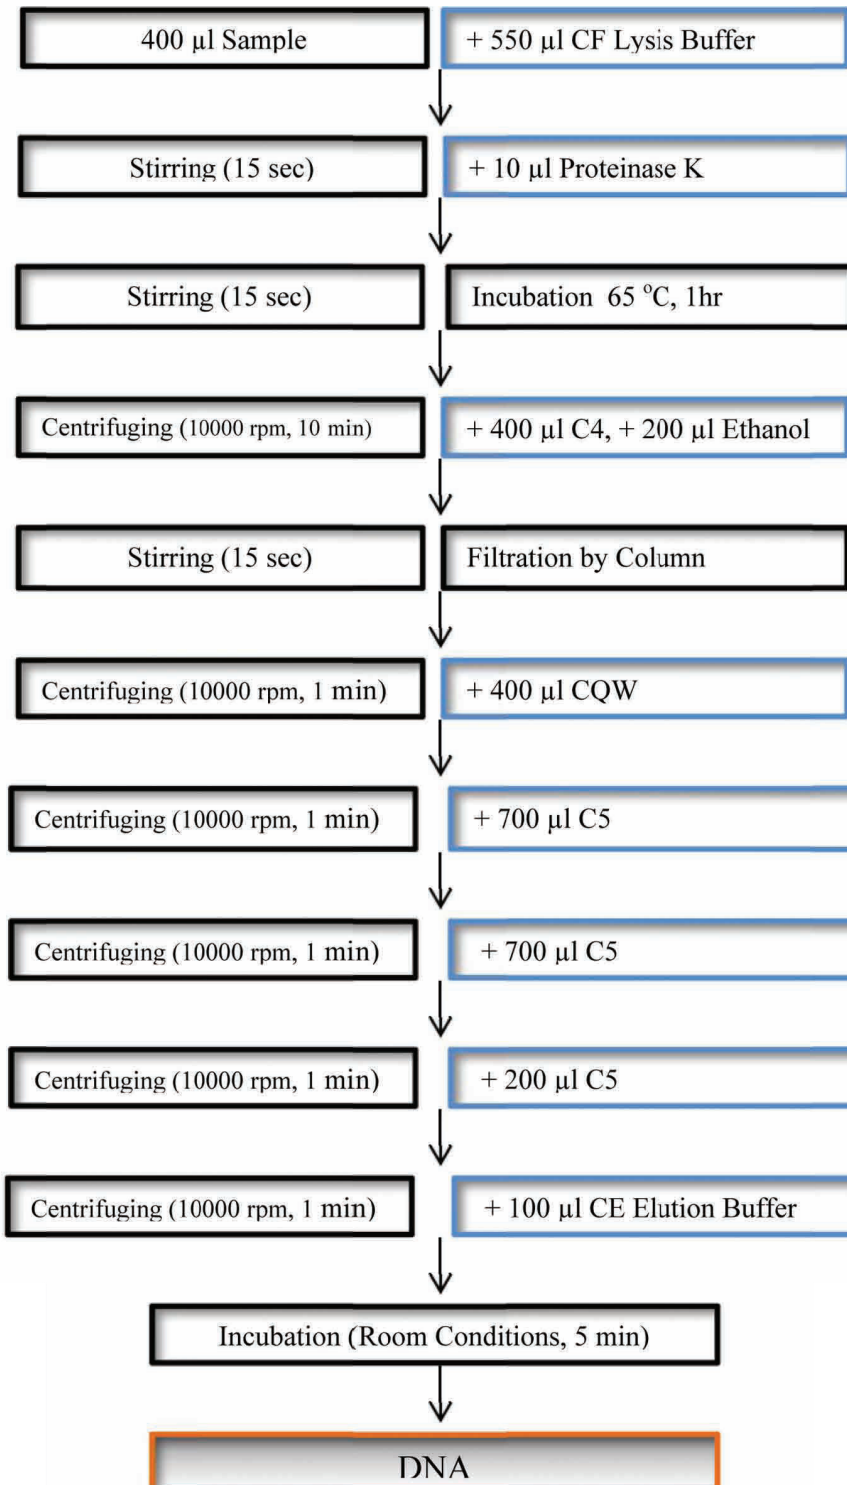 400 µl Sample
+ 550 µl CF Lysis Buffer
Stirring (15 sec)
+ 10 µl Proteinase K
Stirring (15 sec)
Incubation 65 °C, 1hr
Centrifuging (10000 rpm, 10 min)
+ 400 µl C4, + 200 µl Ethanol
Stirring (15 sec)
Filtration by Column
Centrifuging (10000 rpm, 1 min)
+ 400 µl CQW
Centrifuging (10000 rpm, 1 min)
+ 700 µl C5
Centrifuging (10000 rpm, 1 min)
+ 700 µl C5
Centrifuging (10000 rpm, 1 min)
+ 200 µl C5
Centrifuging (10000 rpm, 1 min)
+ 100 µl CE Elution Buffer
Incubation (Room Conditions, 5 min)
DNA